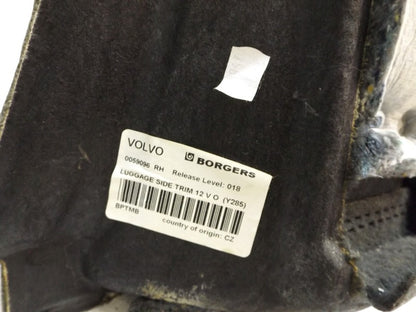 VOLVO BORGERS
0059096 RH Release Level: 018
LUGGAGE SIDE TRIM 12 V O (Y285)
BPTMB
country of origin: CZ